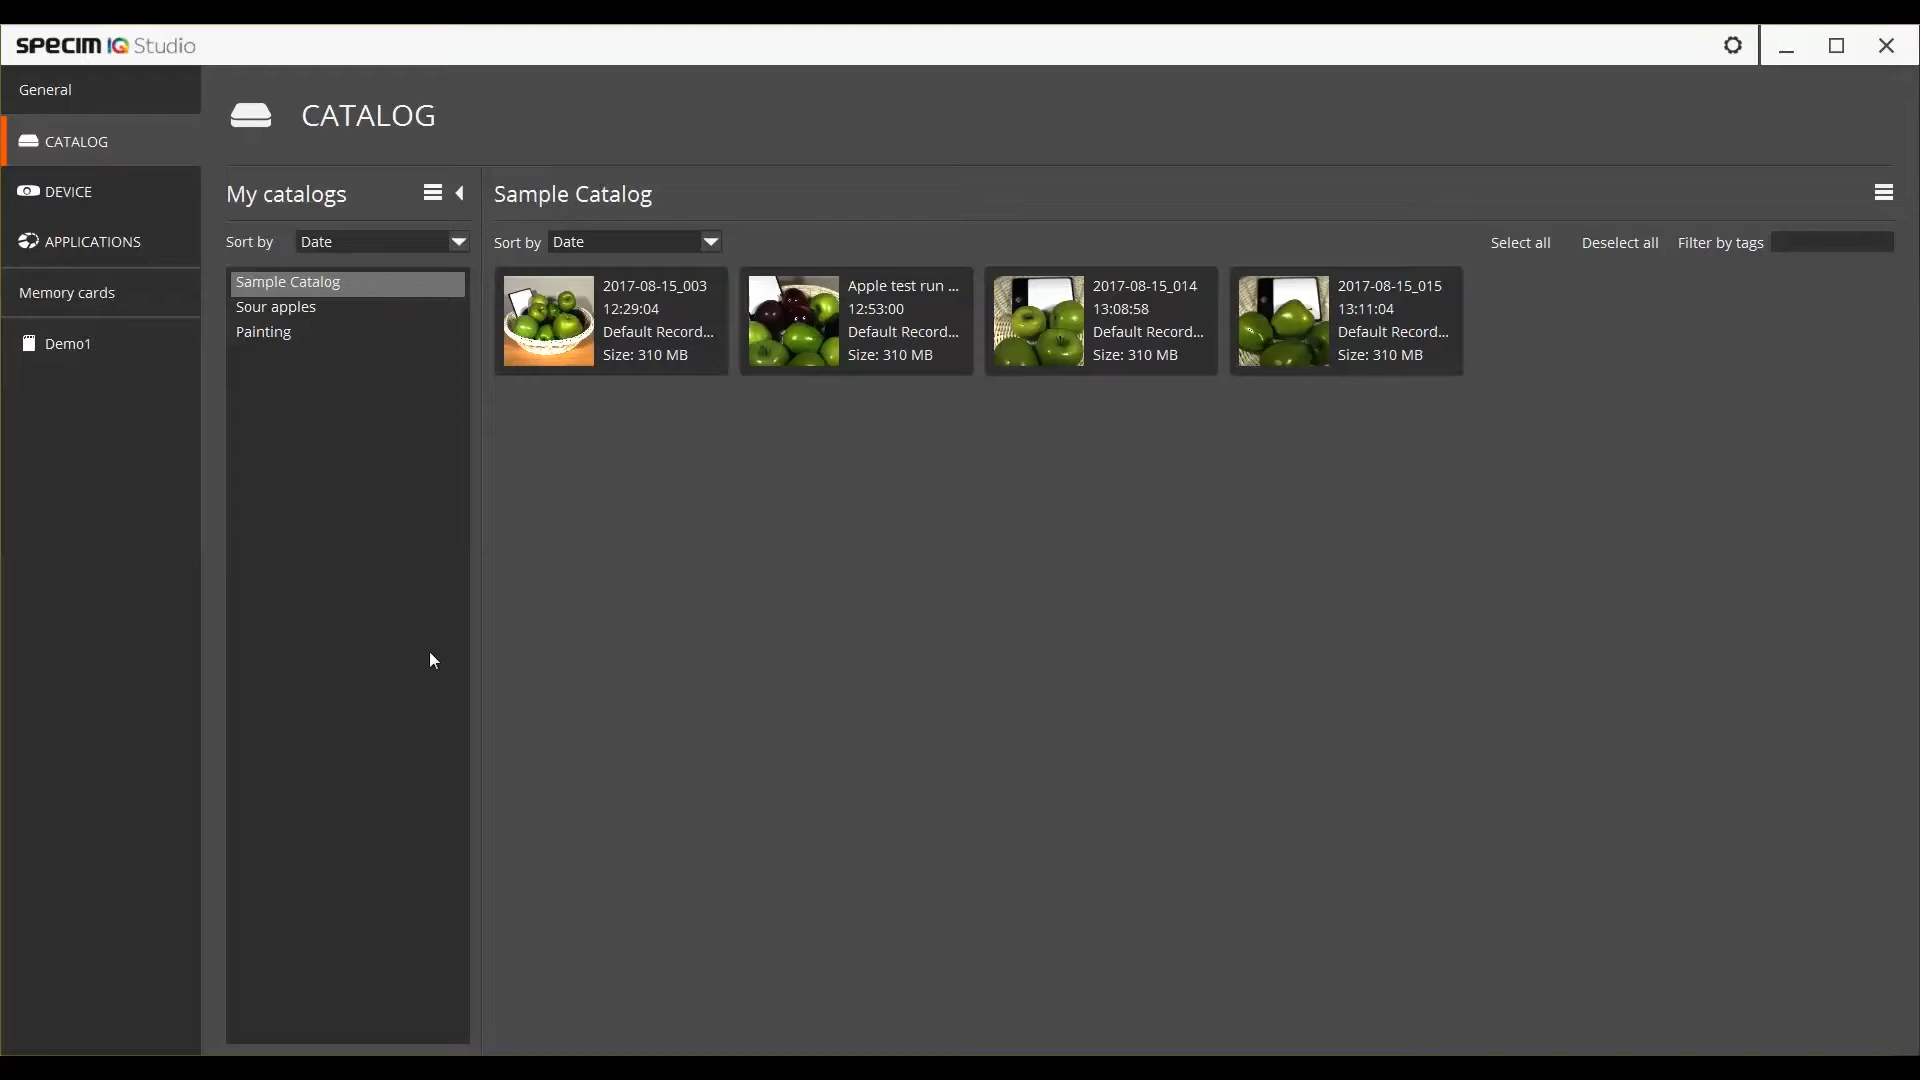 SPECIM IQ Studio
General
CATALOG
DEVICE
APPLICATIONS
Memory cards
Demo1
CATALOG
My catalogs
Sort by Date
Sample Catalog
Sour apples
Painting
Sample Catalog
Sort by Date
Select all Deselect all Filter by tags
2017-08-15_003
12:29:04
Default Record...
Size: 310 MB
Apple test run ...
12:53:00
Default Record...
Size: 310 MB
2017-08-15_014
13:08:58
Default Record...
Size: 310 MB
2017-08-15_015
13:11:04
Default Record...
Size: 310 MB